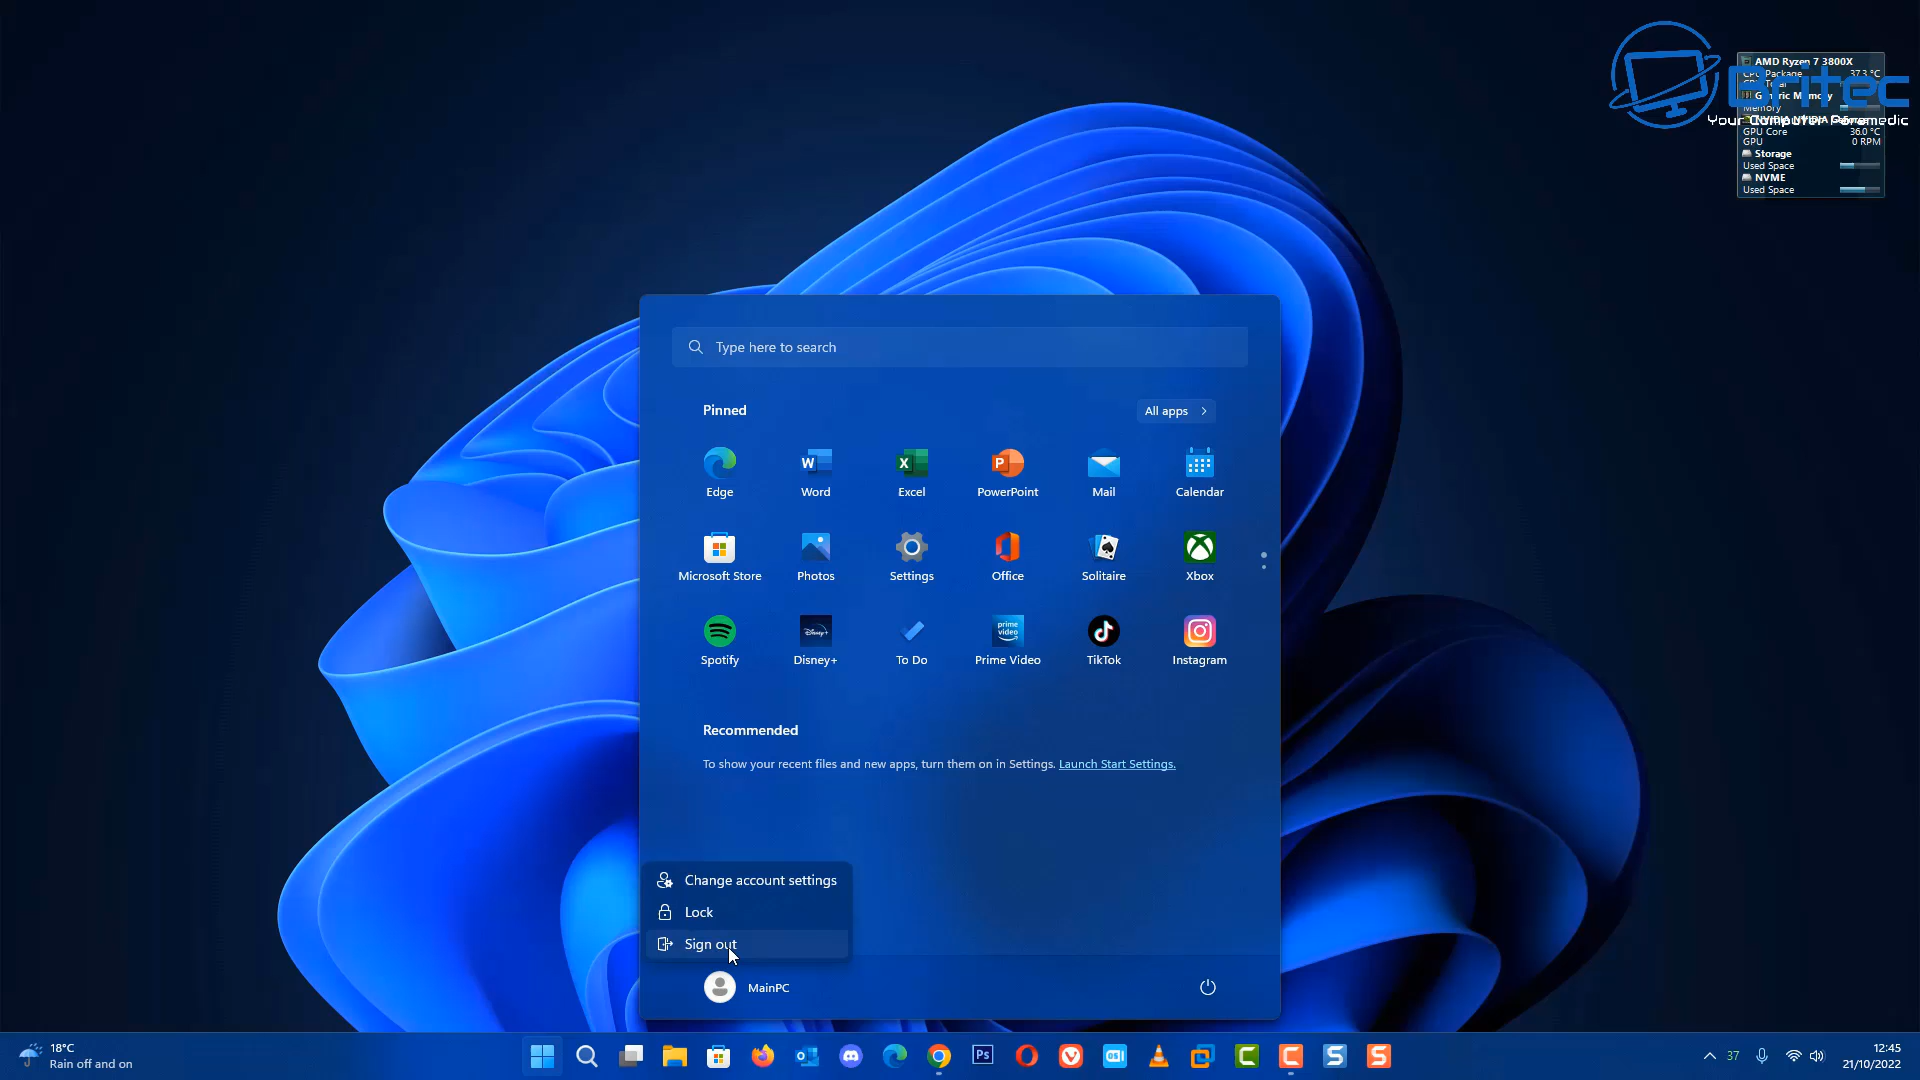 AMD Ryzen 7 3800X
CPU Package 37.3 °C
Britec
Generic Memory
Memory
Your Computer Paramedic
GPU Core 36.0 °C
GPU 0 RPM
Storage
Used Space
NVME
Used Space
Type here to search
Pinned
All apps
Edge
Word
Excel
PowerPoint
Mail
Calendar
Microsoft Store
Photos
Settings
Office
Solitaire
Xbox
Spotify
Disney+
To Do
Prime Video
TikTok
Instagram
Recommended
To show your recent files and new apps, turn them on in Settings. Launch Start Settings.
Change account settings
Lock
Sign out
MainPC
18°C
Rain off and on
37
12:45
21/10/2022